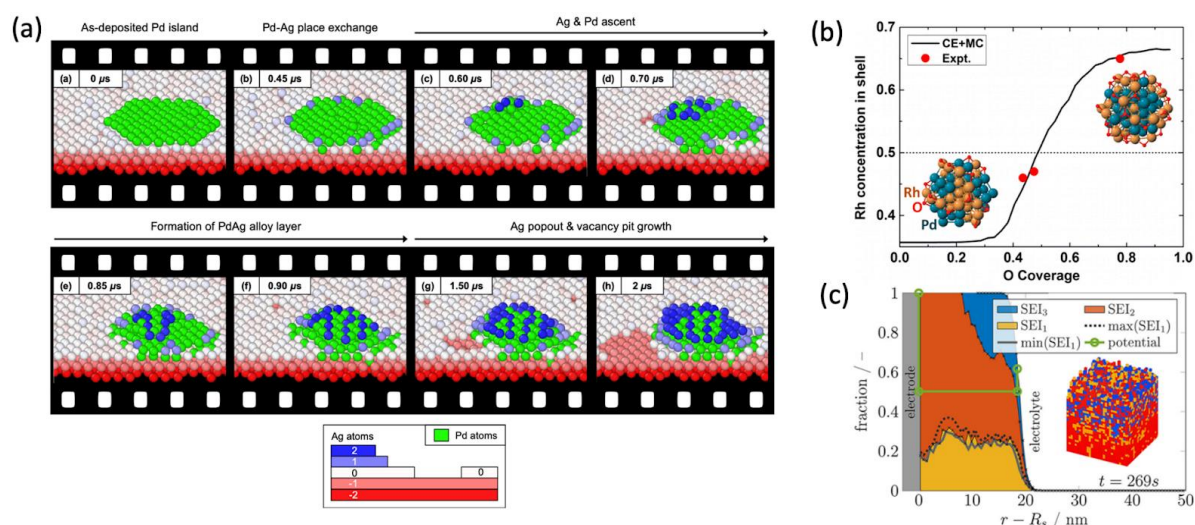 (a)
As-deposited Pd island
Pd-Ag place exchange
Ag & Pd ascent
(a) 0 μs
(b) 0.45 μs
(c) 0.60 μs
(d) 0.70 μs
Formation of PdAg alloy layer
Ag popout & vacancy pit growth
(e) 0.85 μs
(f) 0.90 μs
(g) 1.50 μs
(h) 2 μs
Ag atoms
Pd atoms
2
1
0 0
-1
-2
(b)
0.7
0.6
0.5
0.4
Rh concentration in shell
CE+MC
Expt.
Rh
O
Pd
0.0 0.2 0.4 0.6 0.8 1.0
O Coverage
(c)
1
0.8
0.6
0.4
0.2
0
fraction / –
electrode
SEI3 SEI2
SEI1 max(SEI1)
min(SEI1) potential
electrolyte
t = 269s
0 10 20 30 40 50
r − Rs / nm